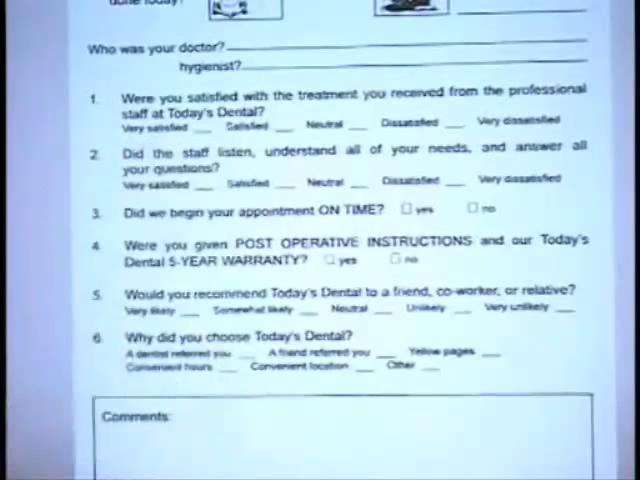 done today?
Who was your doctor?
hygienist?
1. Were you satisfied with the treatment you received from the professional
staff at Today's Dental?
Very satisfied Satisfied Neutral Dissatisfied Very dissatisfied
2. Did the staff listen, understand all of your needs, and answer all
your questions?
Very satisfied Satisfied Neutral Dissatisfied Very dissatisfied
3. Did we begin your appointment ON TIME? yes no
4. Were you given POST OPERATIVE INSTRUCTIONS and our Today's
Dental 5-YEAR WARRANTY? yes no
5. Would you recommend Today's Dental to a friend, co-worker, or relative?
Very likely Somewhat likely Neutral Unlikely Very unlikely
6. Why did you choose Today's Dental?
A dentist referred you A friend referred you Yellow pages
Convenient hours Convenient location Other
Comments: